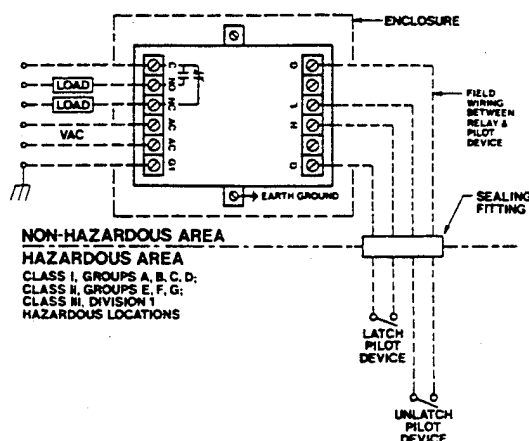 ENCLOSURE
C
NO
NC
AC
AC
G1
LOAD
LOAD
VAC
G
L
H
G
FIELD
WIRING
BETWEEN
RELAY &
PILOT
DEVICE
EARTH GROUND
SEALING
FITTING
NON-HAZARDOUS AREA
HAZARDOUS AREA
CLASS I, GROUPS A, B, C, D;
CLASS II, GROUPS E, F, G;
CLASS III, DIVISION 1
HAZARDOUS LOCATIONS
LATCH
PILOT
DEVICE
UNLATCH
PILOT
DEVICE